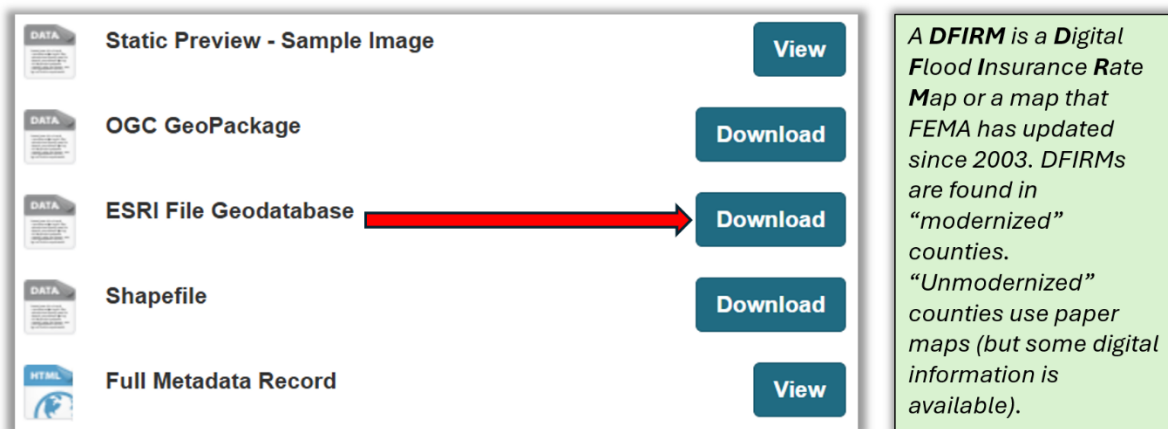 DATA
Static Preview - Sample Image
View
DATA
OGC GeoPackage
Download
DATA
ESRI File Geodatabase
Download
DATA
Shapefile
Download
HTML
Full Metadata Record
View
A DFIRM is a Digital
Flood Insurance Rate
Map or a map that
FEMA has updated
since 2003. DFIRMs
are found in
“modernized”
counties.
“Unmodernized”
counties use paper
maps (but some digital
information is
available).